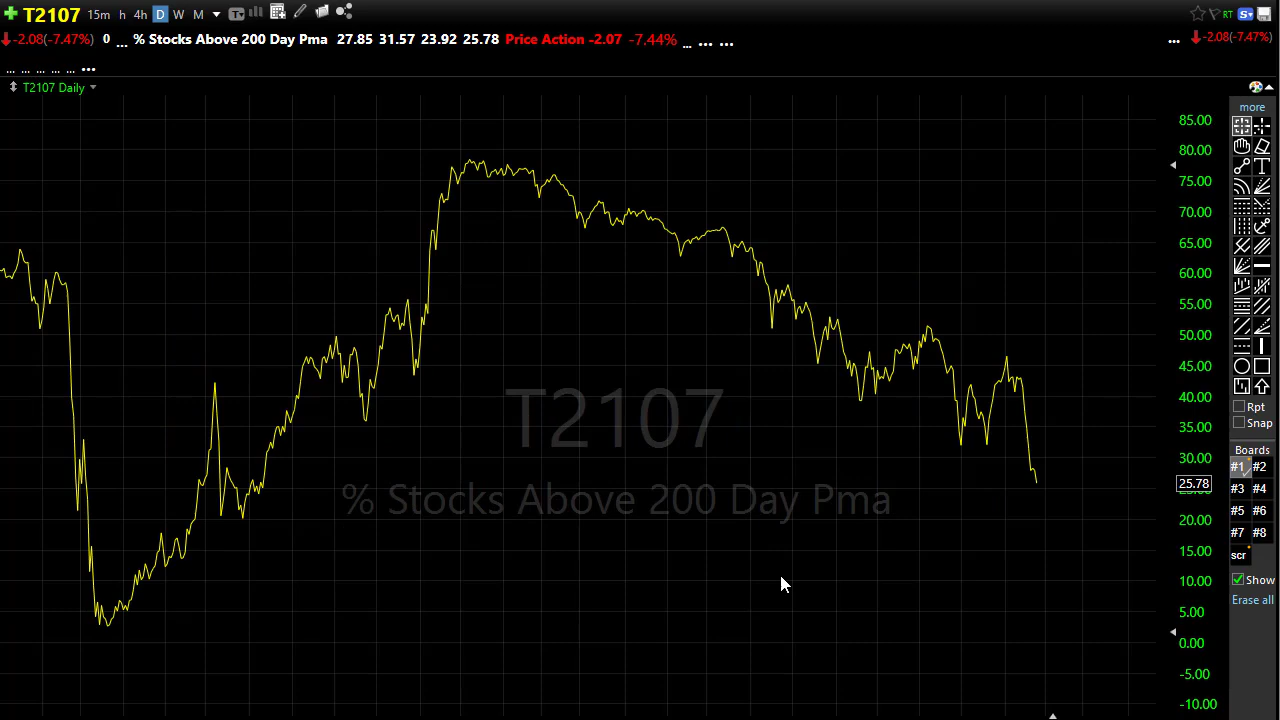 T2107 15m h 4h D W M T RT S
-2.08(-7.47%) 0 ... % Stocks Above 200 Day Pma 27.85 31.57 23.92 25.78 Price Action -2.07 -7.44% ... ... ... ... -2.08(-7.47%)
... ... ... ... ... ...
T2107 Daily
more
T
85.00
80.00
75.00
70.00
65.00
60.00
55.00
50.00
45.00
40.00
35.00
30.00
25.78
20.00
15.00
10.00
5.00
0.00
-5.00
-10.00
T2107
% Stocks Above 200 Day Pma
Rpt
Snap
Boards
#1 #2
#3 #4
#5 #6
#7 #8
scr
Show
Erase all